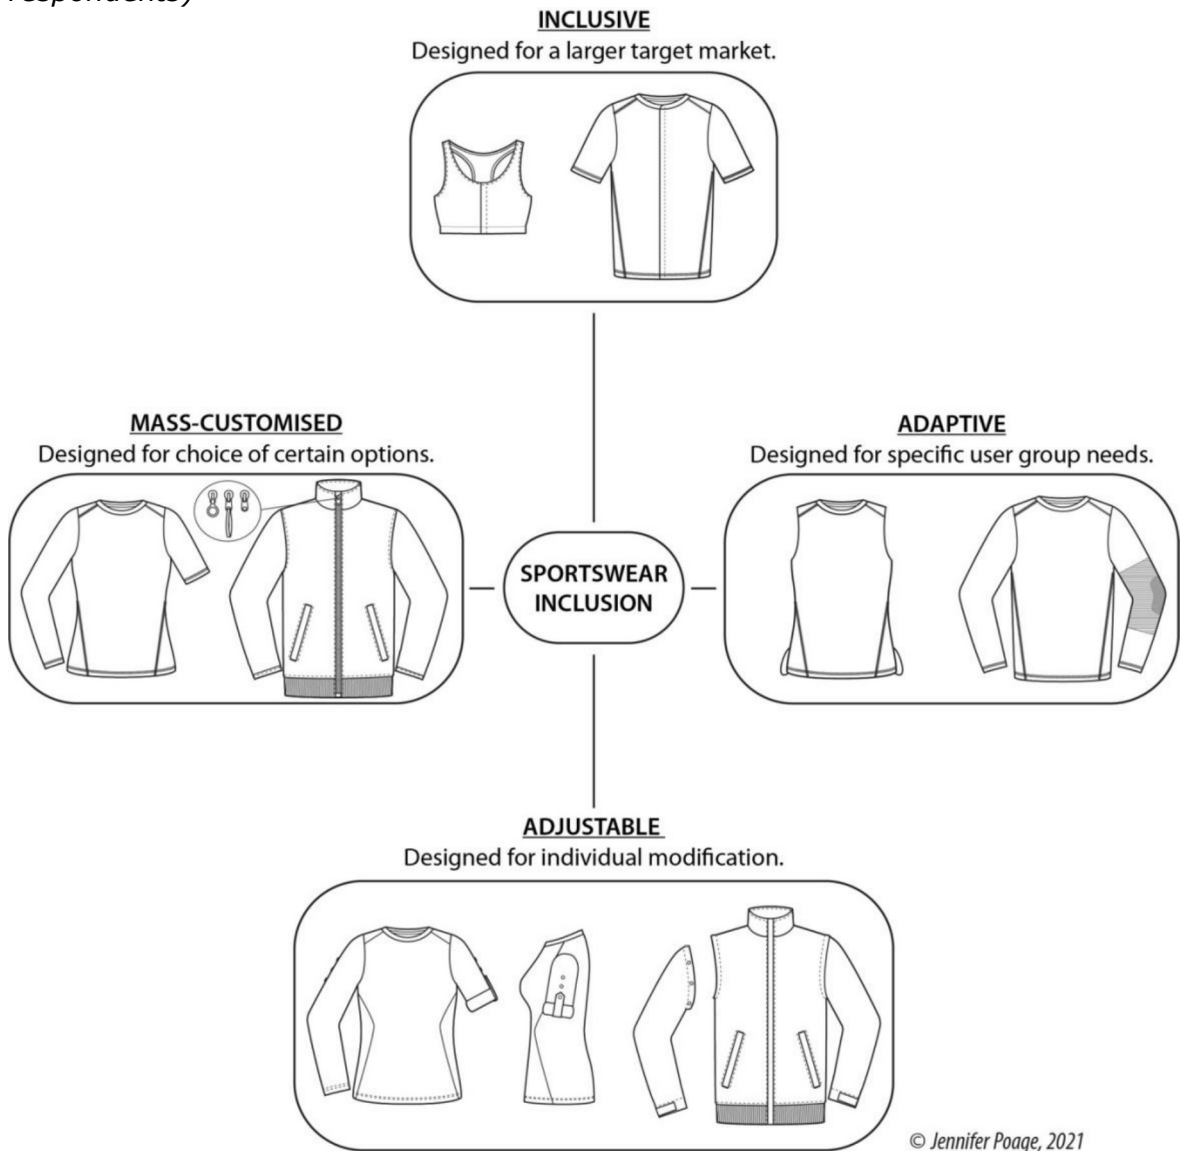 respondents)
INCLUSIVE
Designed for a larger target market.
MASS-CUSTOMISED
Designed for choice of certain options.
ADAPTIVE
Designed for specific user group needs.
SPORTSWEAR
INCLUSION
ADJUSTABLE
Designed for individual modification.
© Jennifer Poage, 2021